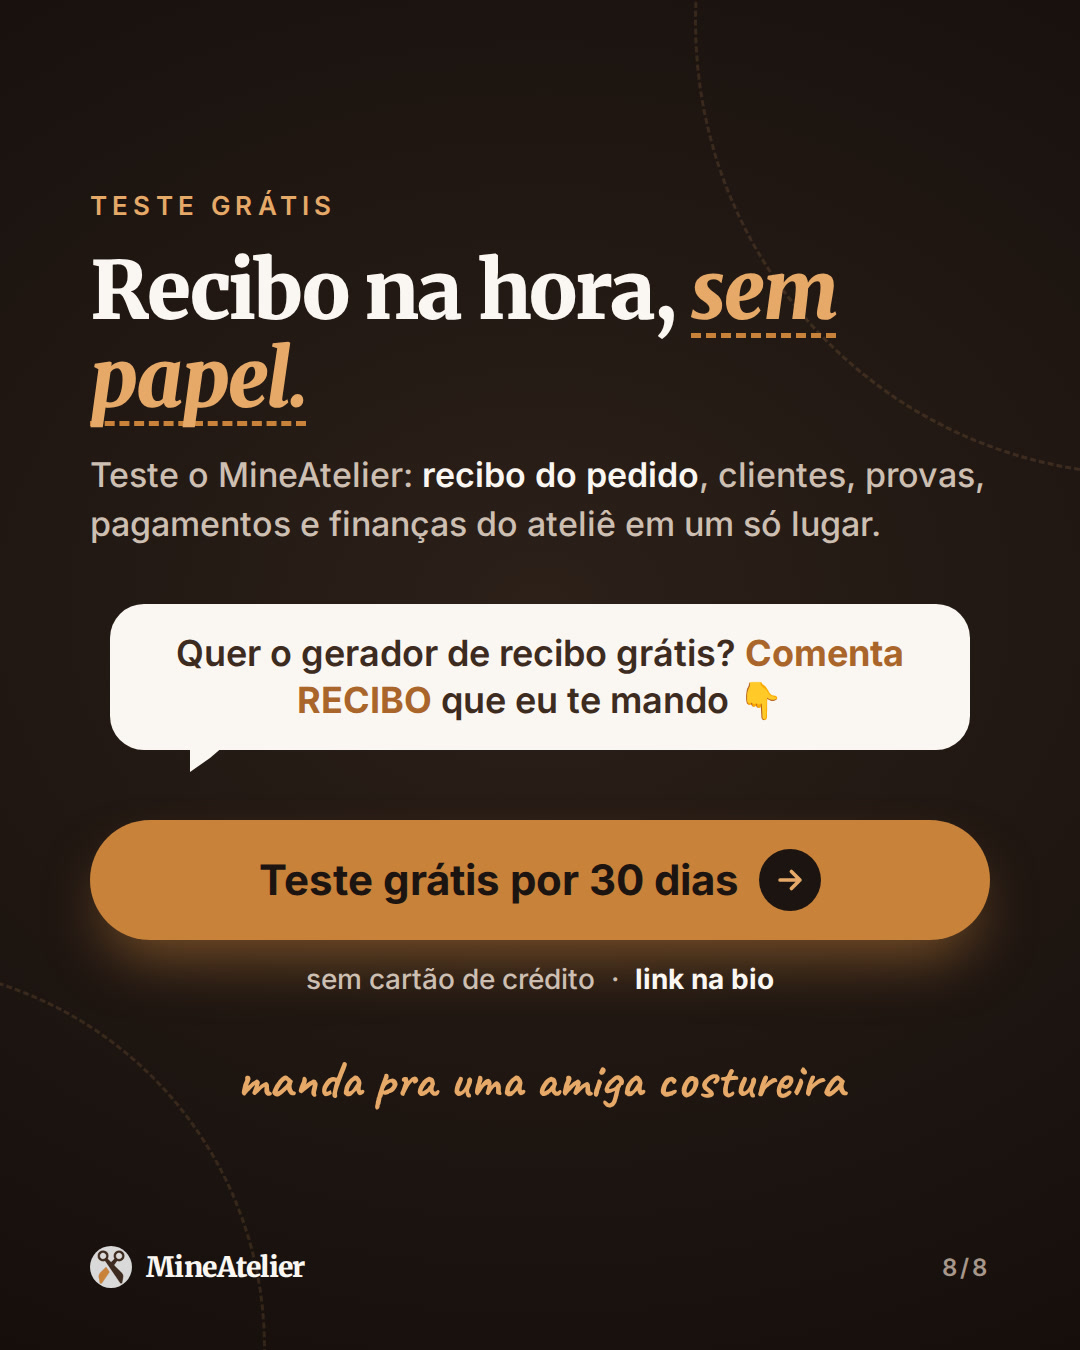 TESTE GRÁTIS
Recibo na hora, sem
papel.
Teste o MineAtelier: recibo do pedido, clientes, provas,
pagamentos e finanças do ateliê em um só lugar.
Quer o gerador de recibo grátis? Comenta
RECIBO que eu te mando 👇
Teste grátis por 30 dias →
sem cartão de crédito · link na bio
manda pra uma amiga costureira
MineAtelier
8/8